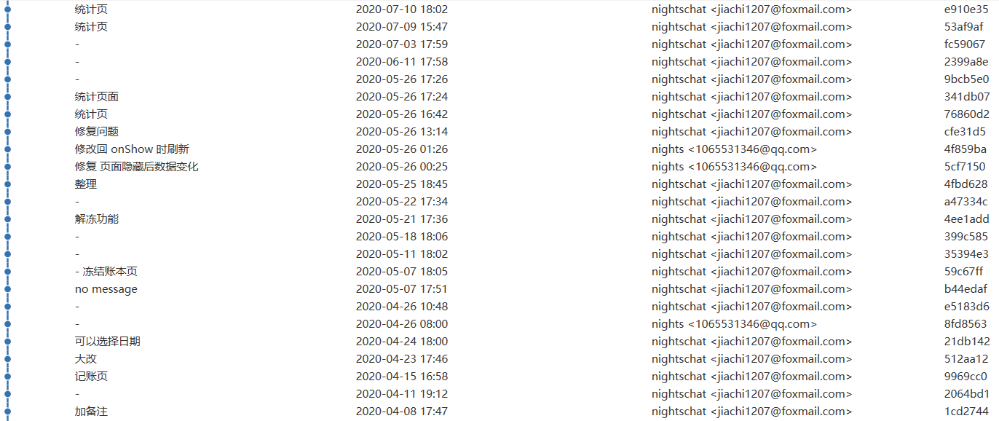 统计页 2020-07-10 18:02 nightschat <jiachi1207@foxmail.com> e910e35
统计页 2020-07-09 15:47 nightschat <jiachi1207@foxmail.com> 53af9af
- 2020-07-03 17:59 nightschat <jiachi1207@foxmail.com> fc59067
- 2020-06-11 17:58 nightschat <jiachi1207@foxmail.com> 2399a8e
- 2020-05-26 17:26 nightschat <jiachi1207@foxmail.com> 9bcb5e0
统计页面 2020-05-26 17:24 nightschat <jiachi1207@foxmail.com> 341db07
统计页 2020-05-26 16:42 nightschat <jiachi1207@foxmail.com> 76860d2
修复问题 2020-05-26 13:14 nightschat <jiachi1207@foxmail.com> cfe31d5
修改回 onShow 时刷新 2020-05-26 01:26 nights <1065531346@qq.com> 4f859ba
修复 页面隐藏后数据变化 2020-05-26 00:25 nights <1065531346@qq.com> 5cf7150
整理 2020-05-25 18:45 nightschat <jiachi1207@foxmail.com> 4fbd628
- 2020-05-22 17:34 nightschat <jiachi1207@foxmail.com> a47334c
解冻功能 2020-05-21 17:36 nightschat <jiachi1207@foxmail.com> 4ee1add
- 2020-05-18 18:06 nightschat <jiachi1207@foxmail.com> 399c585
- 2020-05-11 18:02 nightschat <jiachi1207@foxmail.com> 35394e3
- 冻结账本页 2020-05-07 18:05 nightschat <jiachi1207@foxmail.com> 59c67ff
no message 2020-05-07 17:51 nightschat <jiachi1207@foxmail.com> b44edaf
- 2020-04-26 10:48 nightschat <jiachi1207@foxmail.com> e5183d6
- 2020-04-26 08:00 nights <1065531346@qq.com> 8fd8563
可以选择日期 2020-04-24 18:00 nightschat <jiachi1207@foxmail.com> 21db142
大改 2020-04-23 17:46 nightschat <jiachi1207@foxmail.com> 512aa12
记账页 2020-04-15 16:58 nightschat <jiachi1207@foxmail.com> 9969cc0
- 2020-04-11 19:12 nightschat <jiachi1207@foxmail.com> 2064bd1
加备注 2020-04-08 17:47 nightschat <jiachi1207@foxmail.com> 1cd2744